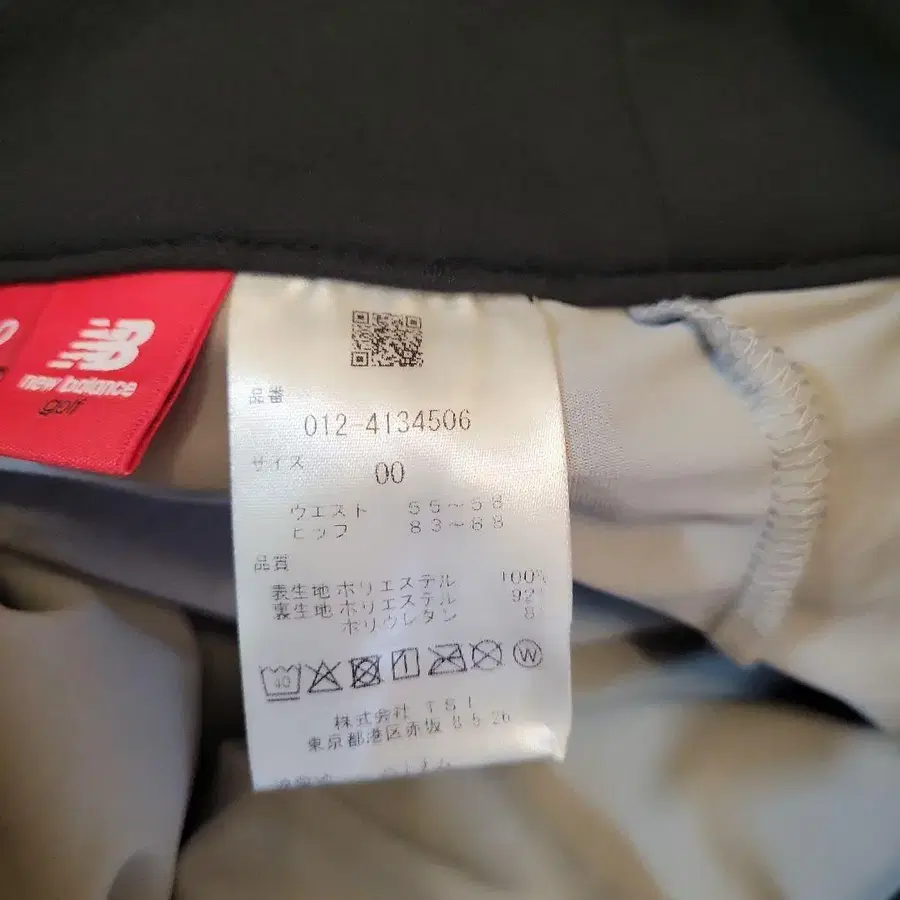 new balance
golf
品番
012-4134506
サイズ
00
ウエスト 55～58
ヒップ 83～88
品質
表生地 ポリエステル 100%
裏生地 ポリエステル 92
ポリウレタン 8
40
W
株式会社 TSI
東京都港区赤坂 8-5-26